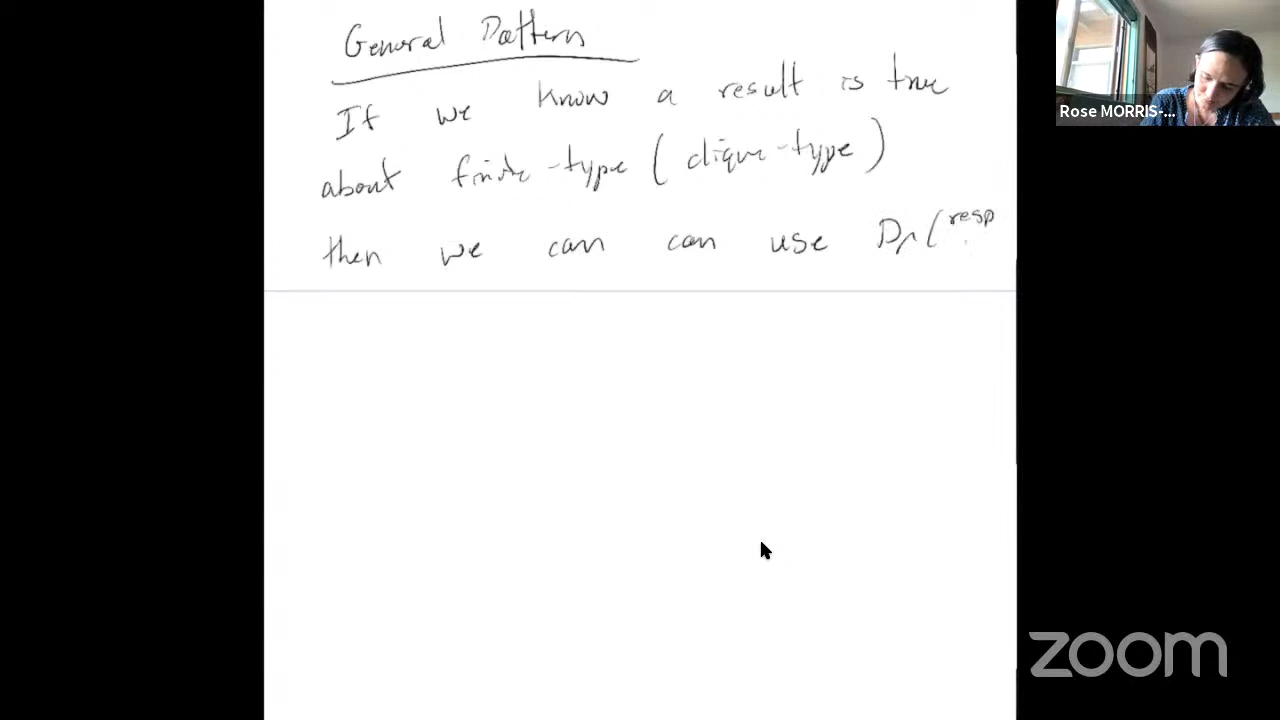 General Pattern
If we know a result is true
about finite-type (clique-type)
then we can can use D_Γ (resp
Rose MORRIS-...
zoom